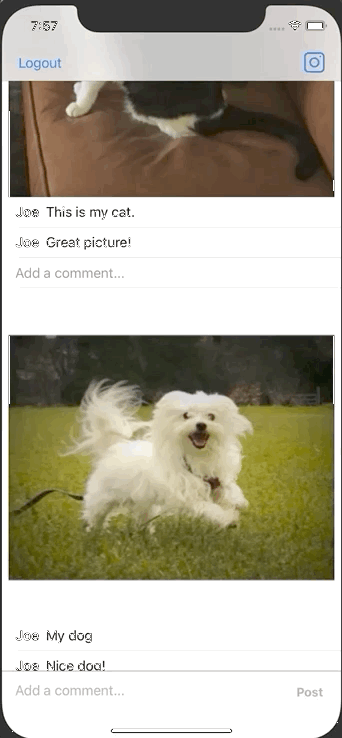 7:57
Logout
Joe This is my cat.
Joe Great picture!
Add a comment...
Joe My dog
Joe Nice dog!
Add a comment... Post